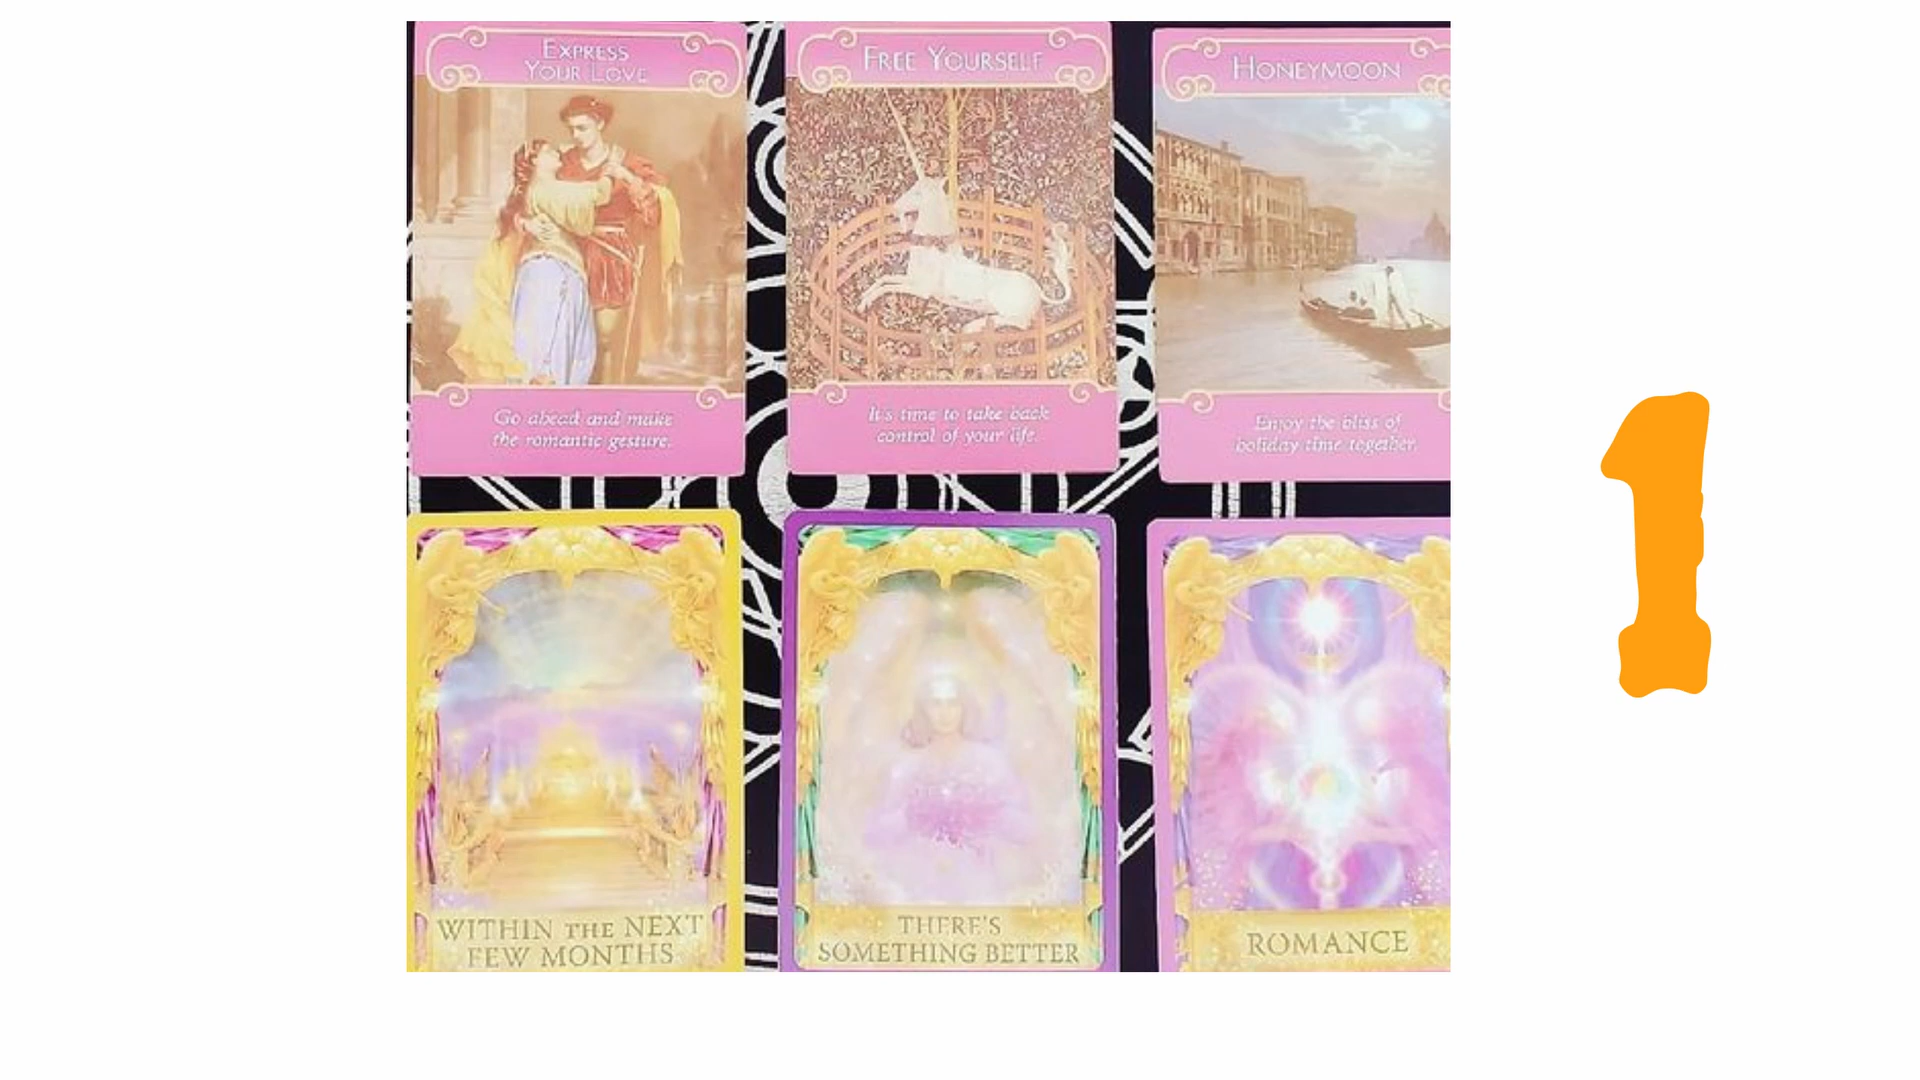 EXPRESS
YOUR LOVE
Go ahead and make
the romantic gesture.
FREE YOURSELF
It's time to take back
control of your life.
HONEYMOON
Enjoy the bliss of
holiday time together.
WITHIN THE NEXT
FEW MONTHS
THERE'S
SOMETHING BETTER
ROMANCE
1